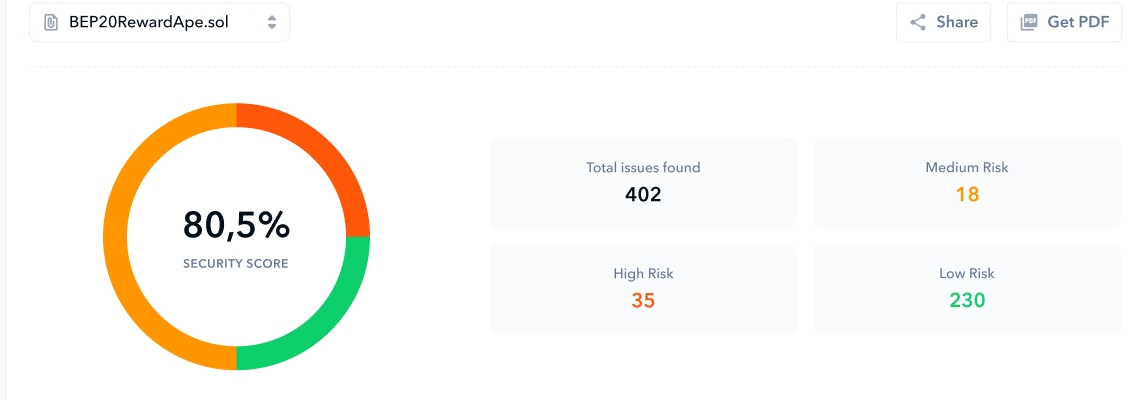 BEP20RewardApe.sol
Share
PDF
Get PDF
80,5%
SECURITY SCORE
Total issues found
402
Medium Risk
18
High Risk
35
Low Risk
230